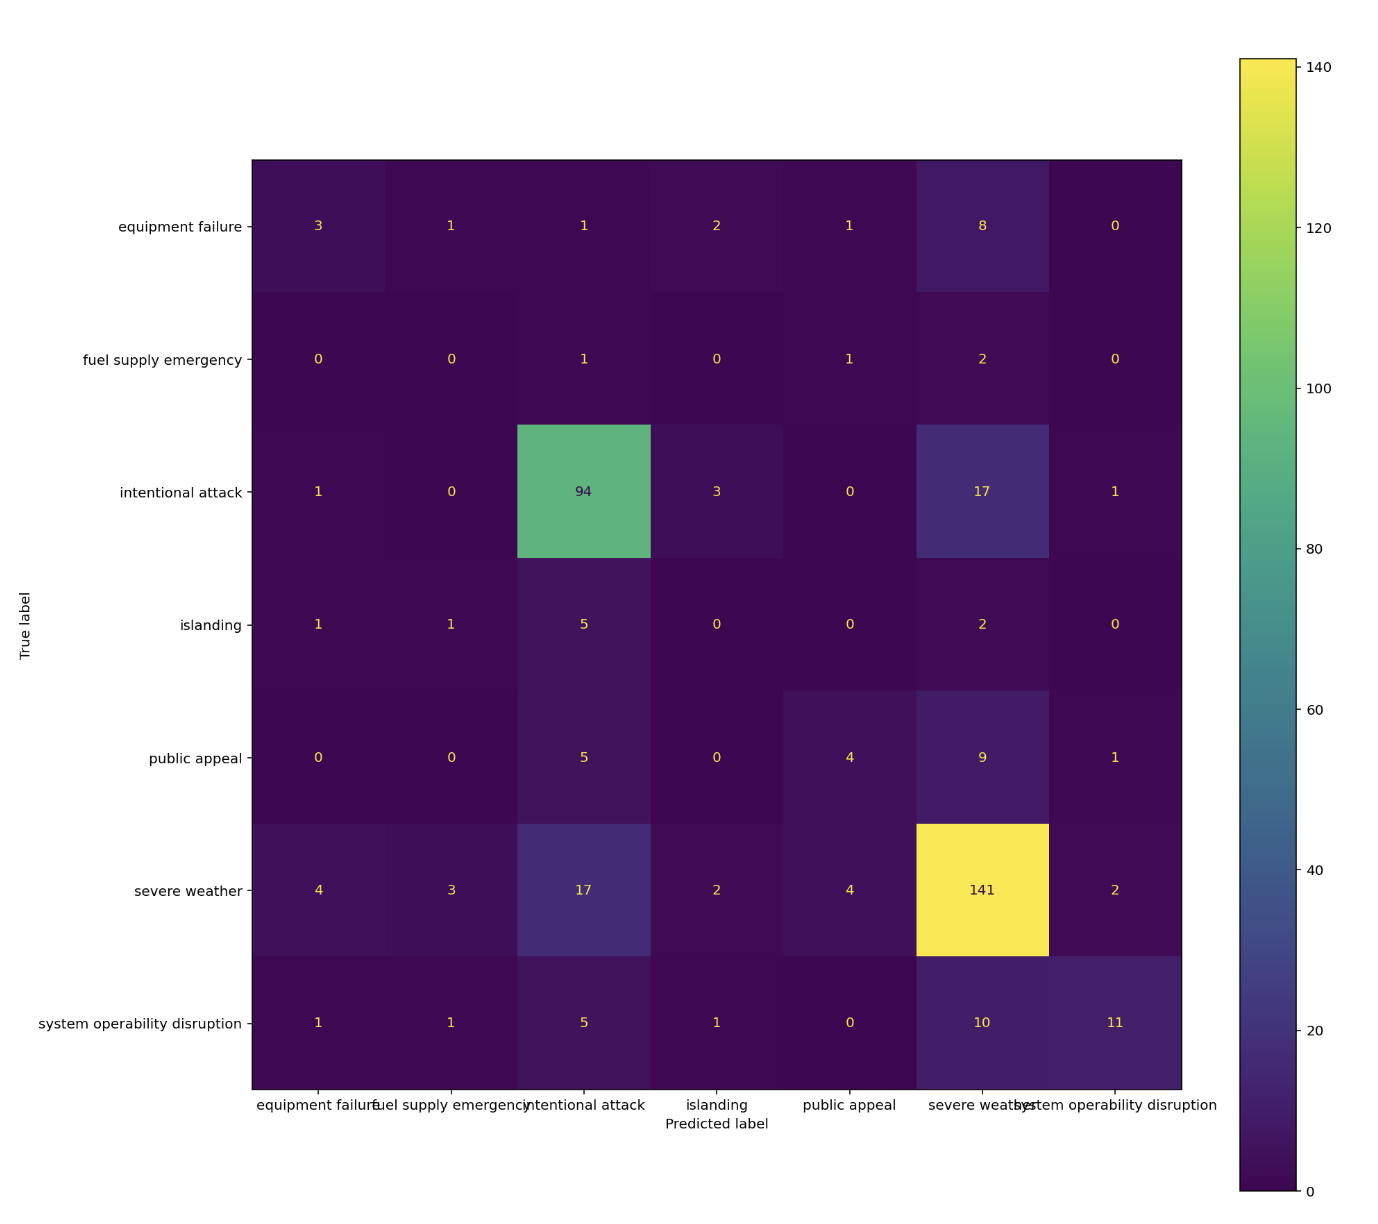 140
120
100
80
60
40
20
0
True label
equipment failure 3 1 1 2 1 8 0
fuel supply emergency 0 0 1 0 1 2 0
intentional attack 1 0 94 3 0 17 1
islanding 1 1 5 0 0 2 0
public appeal 0 0 5 0 4 9 1
severe weather 4 3 17 2 4 141 2
system operability disruption 1 1 5 1 0 10 11
equipment failure fuel supply emergency intentional attack islanding public appeal severe weather system operability disruption
Predicted label